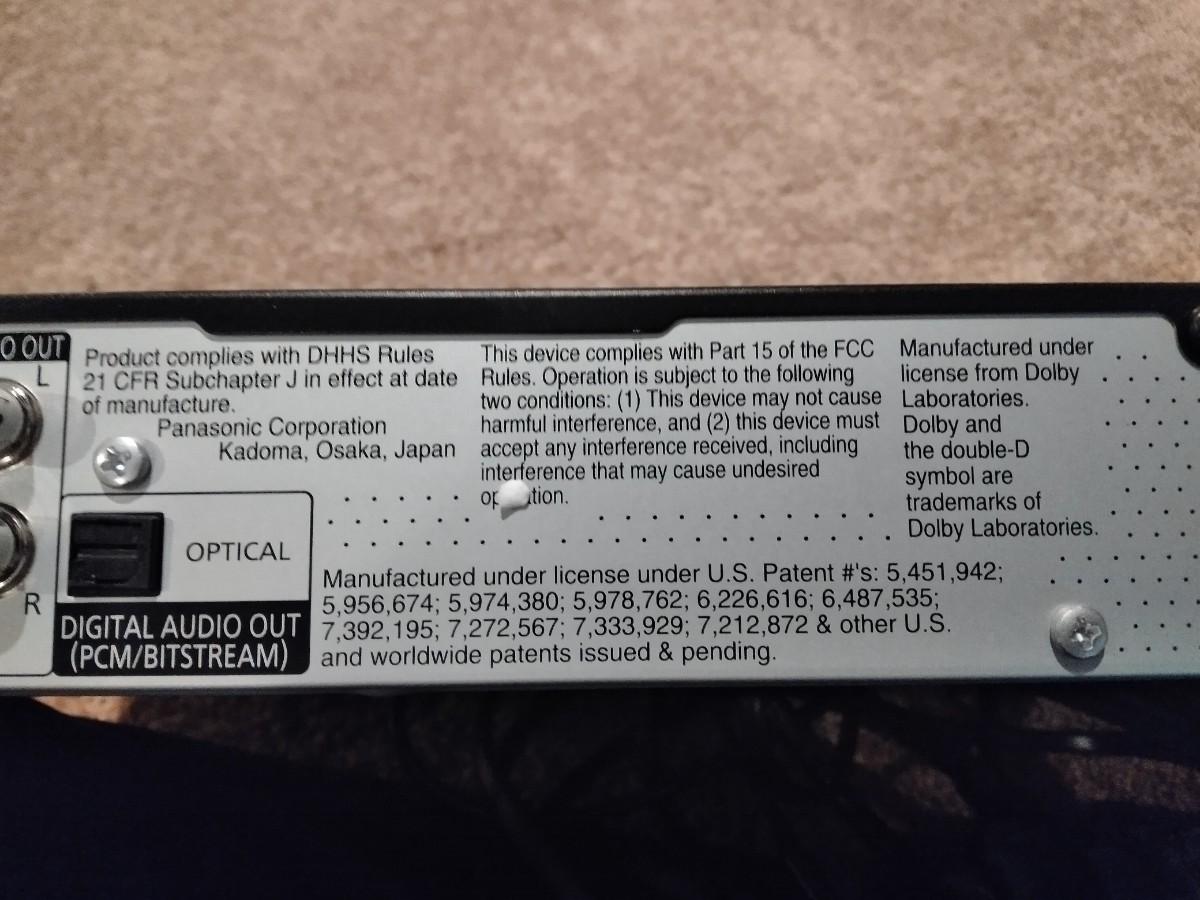 O OUT
L
R
Product complies with DHHS Rules
21 CFR Subchapter J in effect at date
of manufacture.
Panasonic Corporation
Kadoma, Osaka, Japan
OPTICAL
DIGITAL AUDIO OUT
(PCM/BITSTREAM)
This device complies with Part 15 of the FCC
Rules. Operation is subject to the following
two conditions: (1) This device may not cause
harmful interference, and (2) this device must
accept any interference received, including
interference that may cause undesired
Manufactured under
license from Dolby
Laboratories.
Dolby and
the double-D
symbol are
trademarks of
Dolby Laboratories.
Manufactured under license under U.S. Patent #'s: 5,451,942;
5,956,674; 5,974,380; 5,978,762; 6,226,616; 6,487,535;
7,392,195; 7,272,567; 7,333,929; 7,212,872 & other U.S.
and worldwide patents issued & pending.